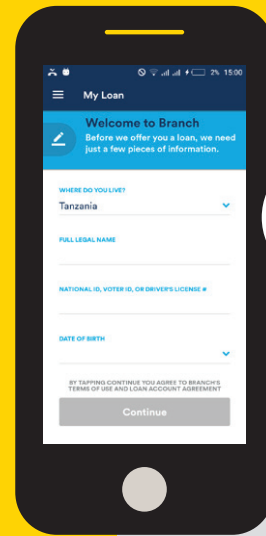 2% 15:00
My Loan
Welcome to Branch
Before we offer you a loan, we need
just a few pieces of information.
WHERE DO YOU LIVE?
Tanzania
FULL LEGAL NAME
NATIONAL ID, VOTER ID, OR DRIVER'S LICENSE #
DATE OF BIRTH
BY TAPPING CONTINUE YOU AGREE TO BRANCH'S
TERMS OF USE AND LOAN ACCOUNT AGREEMENT
Continue